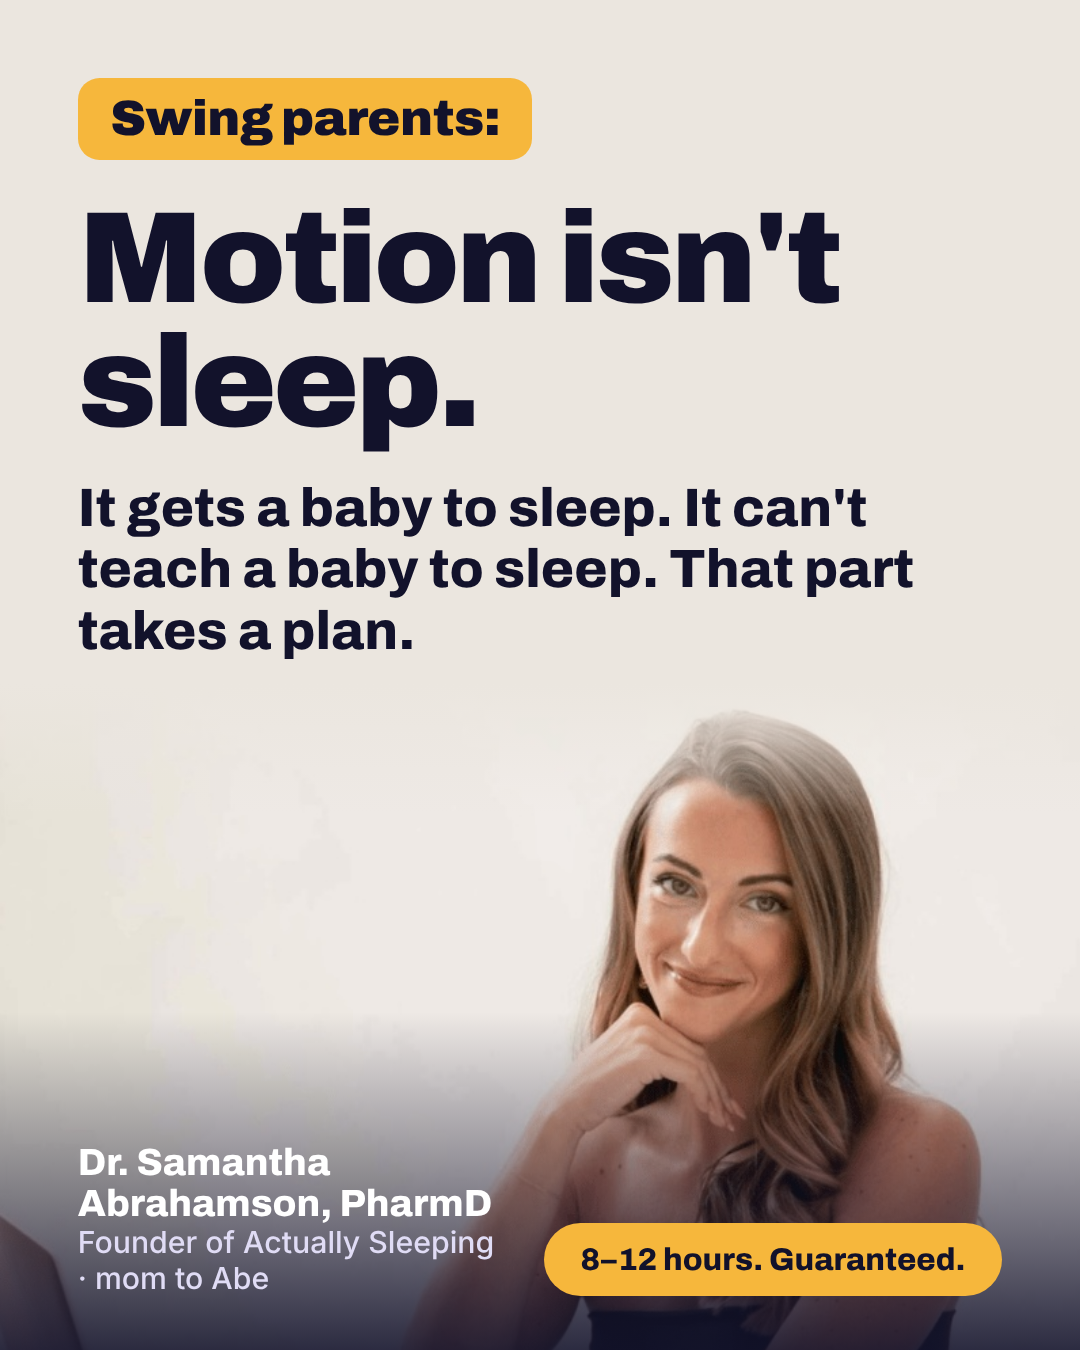 Swing parents:
Motion isn't
sleep.
It gets a baby to sleep. It can't
teach a baby to sleep. That part
takes a plan.
Dr. Samantha
Abrahamson, PharmD
Founder of Actually Sleeping
· mom to Abe
8–12 hours. Guaranteed.